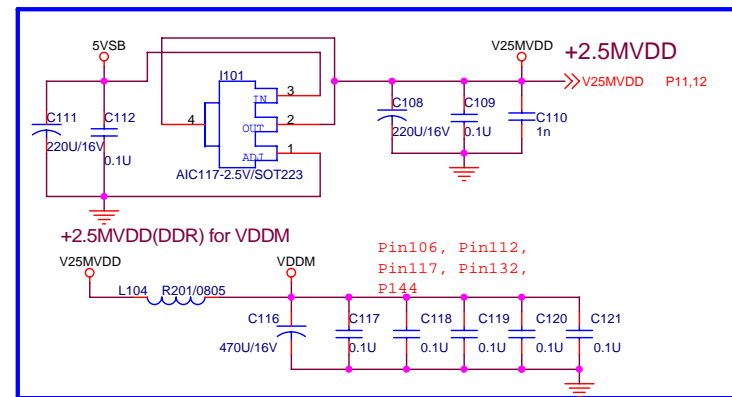 5VSB
V25MVDD
+2.5MVDD
I101
3
IN
V25MVDD P11,12
C111
C112
4
2
OUT
C108
C109
C110
220U/16V
0.1U
1
ADJ
220U/16V
0.1U
1n
AIC117-2.5V/SOT223
+2.5MVDD(DDR) for VDDM
Pin106, Pin112,
Pin117, Pin132,
P144
V25MVDD
VDDM
L104
R201/0805
C116
C117
C118
C119
C120
C121
470U/16V
0.1U
0.1U
0.1U
0.1U
0.1U